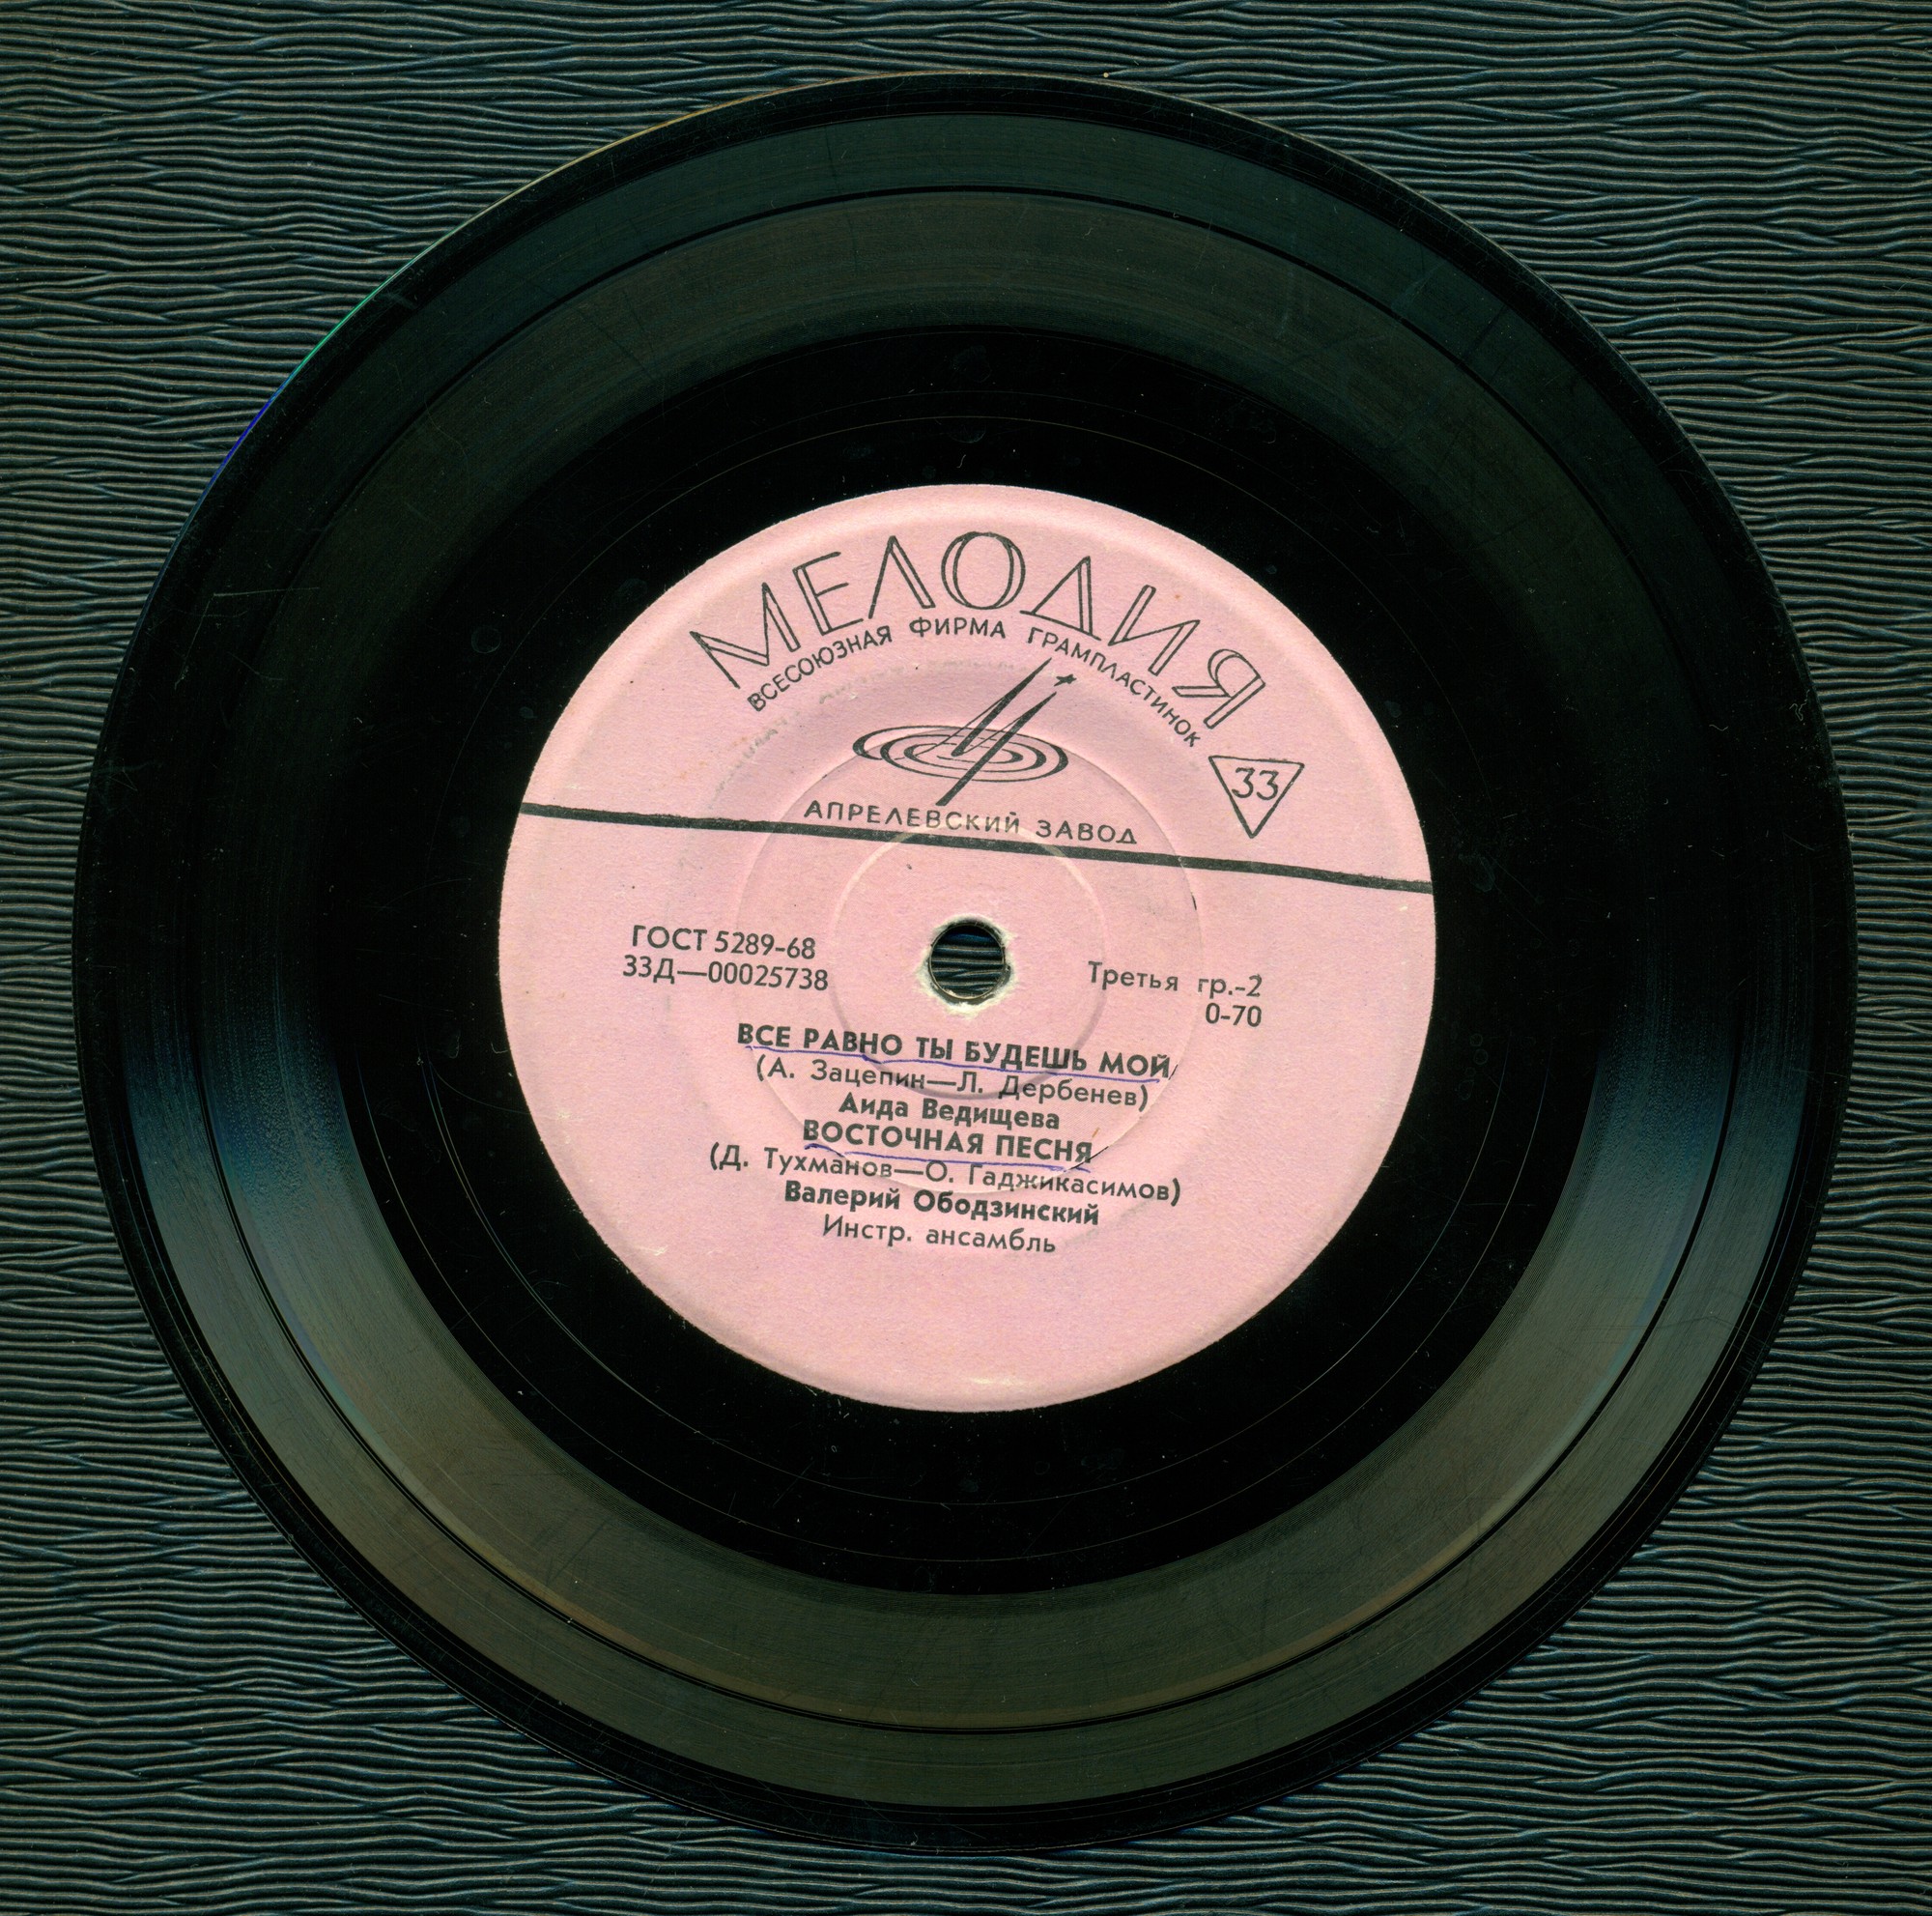 МЕЛОДИЯ
ВСЕСОЮЗНАЯ ФИРМА ГРАМПЛАСТИНОК
33
АПРЕЛЕВСКИЙ ЗАВОД
ГОСТ 5289-68
33Д—00025738
Третья гр.-2
0-70
ВСЕ РАВНО ТЫ БУДЕШЬ МОЙ
(А. Зацепин—Л. Дербенев)
Аида Ведищева
ВОСТОЧНАЯ ПЕСНЯ
(Д. Тухманов—О. Гаджикасимов)
Валерий Ободзинский
Инстр. ансамбль